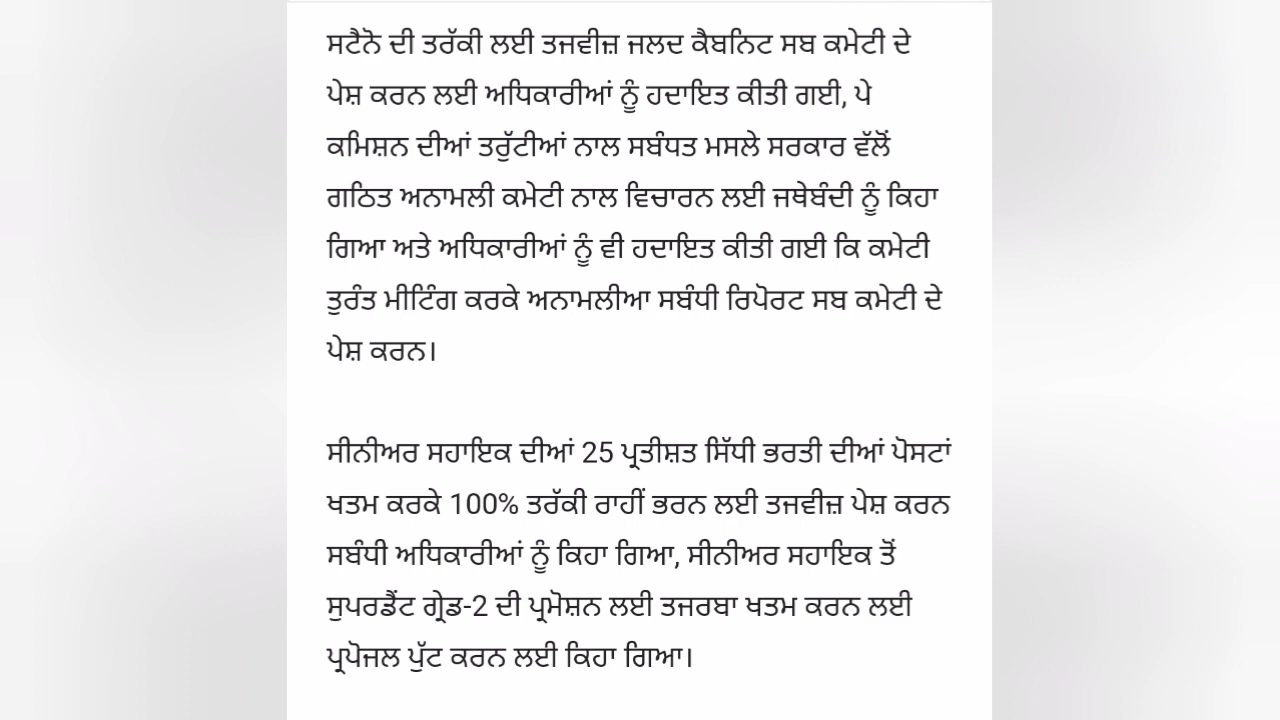 ਸਟੈਨੋ ਦੀ ਤਰੱਕੀ ਲਈ ਤਜਵੀਜ਼ ਜਲਦ ਕੈਬਨਿਟ ਸਬ ਕਮੇਟੀ ਦੇ
ਪੇਸ਼ ਕਰਨ ਲਈ ਅਧਿਕਾਰੀਆਂ ਨੂੰ ਹਦਾਇਤ ਕੀਤੀ ਗਈ, ਪੇ
ਕਮਿਸ਼ਨ ਦੀਆਂ ਤਰੁੱਟੀਆਂ ਨਾਲ ਸਬੰਧਤ ਮਸਲੇ ਸਰਕਾਰ ਵੱਲੋਂ
ਗਠਿਤ ਅਨਾਮਲੀ ਕਮੇਟੀ ਨਾਲ ਵਿਚਾਰਨ ਲਈ ਜਥੇਬੰਦੀ ਨੂੰ ਕਿਹਾ
ਗਿਆ ਅਤੇ ਅਧਿਕਾਰੀਆਂ ਨੂੰ ਵੀ ਹਦਾਇਤ ਕੀਤੀ ਗਈ ਕਿ ਕਮੇਟੀ
ਤੁਰੰਤ ਮੀਟਿੰਗ ਕਰਕੇ ਅਨਾਮਲੀਆ ਸਬੰਧੀ ਰਿਪੋਰਟ ਸਬ ਕਮੇਟੀ ਦੇ
ਪੇਸ਼ ਕਰਨ।
ਸੀਨੀਅਰ ਸਹਾਇਕ ਦੀਆਂ 25 ਪ੍ਰਤੀਸ਼ਤ ਸਿੱਧੀ ਭਰਤੀ ਦੀਆਂ ਪੋਸਟਾਂ
ਖਤਮ ਕਰਕੇ 100% ਤਰੱਕੀ ਰਾਹੀਂ ਭਰਨ ਲਈ ਤਜਵੀਜ਼ ਪੇਸ਼ ਕਰਨ
ਸਬੰਧੀ ਅਧਿਕਾਰੀਆਂ ਨੂੰ ਕਿਹਾ ਗਿਆ, ਸੀਨੀਅਰ ਸਹਾਇਕ ਤੋਂ
ਸੁਪਰਡੈਂਟ ਗ੍ਰੇਡ-2 ਦੀ ਪ੍ਰਮੋਸ਼ਨ ਲਈ ਤਜਰਬਾ ਖਤਮ ਕਰਨ ਲਈ
ਪ੍ਰਪੋਜਲ ਪੁੱਟ ਕਰਨ ਲਈ ਕਿਹਾ ਗਿਆ।